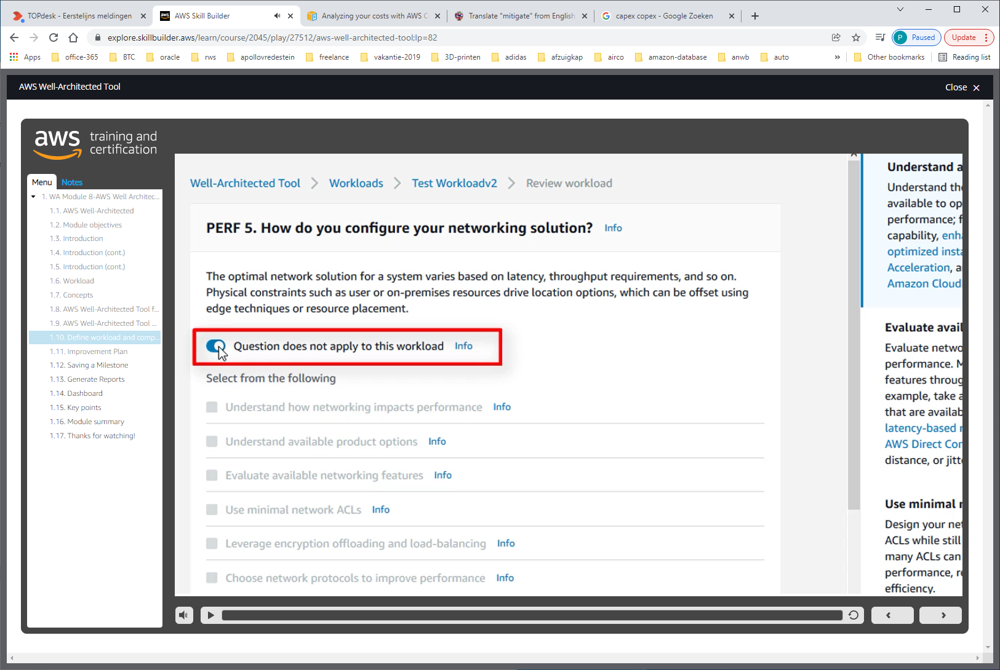 TOPdesk - Eerstelijns meldingen
AWS Skill Builder
Analyzing your costs with AWS C
Translate "mitigate" from English
capex copex - Google Zoeken
explore.skillbuilder.aws/learn/course/2045/play/27512/aws-well-architected-tool;lp=82
P Paused
Update
Apps
office-365
BTC
oracle
rws
apollovredestein
freelance
vakantie-2019
3D-printen
adidas
afzuigkap
airco
amazon-database
anwb
auto
»
Other bookmarks
Reading list
AWS Well-Architected Tool
Close
aws training and certification
Menu
Notes
1. WA Module 8-AWS Well Architec...
1.1. AWS Well-Architected
1.2. Module objectives
1.3. Introduction
1.4. Introduction (cont.)
1.5. Introduction (cont.)
1.6. Workload
1.7. Concepts
1.8. AWS Well-Architected Tool f...
1.9. AWS Well-Architected Tool ...
1.10. Define workload and comp...
1.11. Improvement Plan
1.12. Saving a Milestone
1.13. Generate Reports
1.14. Dashboard
1.15. Key points
1.16. Module summary
1.17. Thanks for watching!
Well-Architected Tool > Workloads > Test Workloadv2 > Review workload
PERF 5. How do you configure your networking solution? Info
The optimal network solution for a system varies based on latency, throughput requirements, and so on.
Physical constraints such as user or on-premises resources drive location options, which can be offset using
edge techniques or resource placement.
Question does not apply to this workload Info
Select from the following
Understand how networking impacts performance Info
Understand available product options Info
Evaluate available networking features Info
Use minimal network ACLs Info
Leverage encryption offloading and load-balancing Info
Choose network protocols to improve performance Info
Understand a
Understand the
available to op
performance; f
capability, enha
optimized insta
Acceleration, a
Amazon Cloud
Evaluate avail
Evaluate netwo
performance. M
features throug
example, take a
that are availab
latency-based r
AWS Direct Con
distance, or jitte
Use minimal n
Design your net
ACLs while still
many ACLs can
performance, re
efficiency.